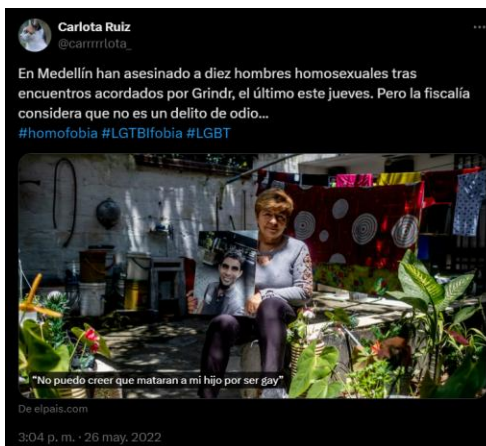 Carlota Ruiz
@carrrrlota_
En Medellín han asesinado a diez hombres homosexuales tras
encuentros acordados por Grindr, el último este jueves. Pero la fiscalía
considera que no es un delito de odio...
#homofobia #LGTBIfobia #LGBT
"No puedo creer que mataran a mi hijo por ser gay"
De elpais.com
3:04 p. m. · 26 may. 2022